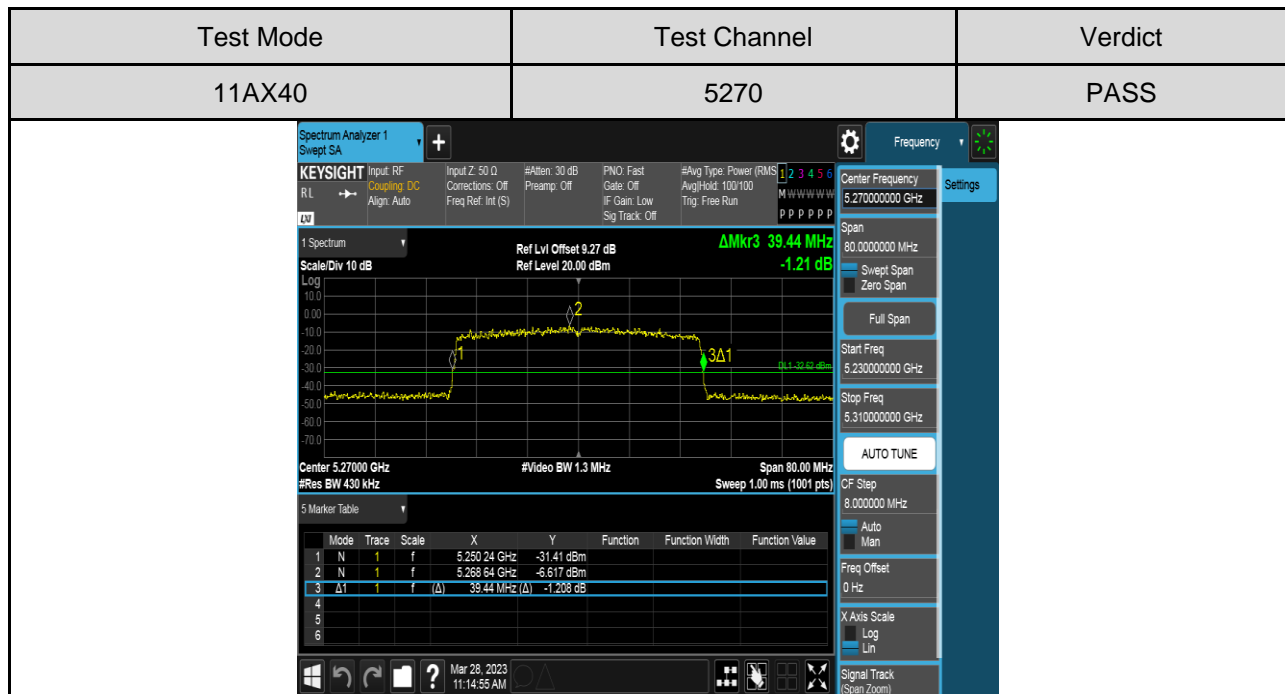 Test Mode Test Channel Verdict
11AX40 5270 PASS
Spectrum Analyzer 1
Swept SA
+
Frequency
KEYSIGHT Input: RF Input Z: 50 Ω #Atten: 30 dB PNO: Fast #Avg Type: Power (RMS 1 2 3 4 5 6
RL Coupling: DC Corrections: Off Preamp: Off Gate: Off Avg|Hold: 100/100 M W W W W W
Align: Auto Freq Ref: Int (S) IF Gain: Low Trig: Free Run
LXI Sig Track: Off P P P P P P
1 Spectrum Ref Lvl Offset 9.27 dB ΔMkr3 39.44 MHz
Scale/Div 10 dB Ref Level 20.00 dBm -1.21 dB
Log
10.0
0.00
-10.0
-20.0
-30.0
-40.0
-50.0
-60.0
-70.0
2
1
3Δ1
DL1 -32.62 dBm
Center 5.27000 GHz #Video BW 1.3 MHz Span 80.00 MHz
#Res BW 430 kHz Sweep 1.00 ms (1001 pts)
5 Marker Table
Mode Trace Scale X Y Function Function Width Function Value
1 N 1 f 5.250 24 GHz -31.41 dBm
2 N 1 f 5.268 64 GHz -6.617 dBm
3 Δ1 1 f (Δ) 39.44 MHz (Δ) -1.208 dB
4
5
6
? Mar 28, 2023
11:14:55 AM
Center Frequency
5.270000000 GHz
Settings
Span
80.0000000 MHz
Swept Span
Zero Span
Full Span
Start Freq
5.230000000 GHz
Stop Freq
5.310000000 GHz
AUTO TUNE
CF Step
8.000000 MHz
Auto
Man
Freq Offset
0 Hz
X Axis Scale
Log
Lin
Signal Track
(Span Zoom)